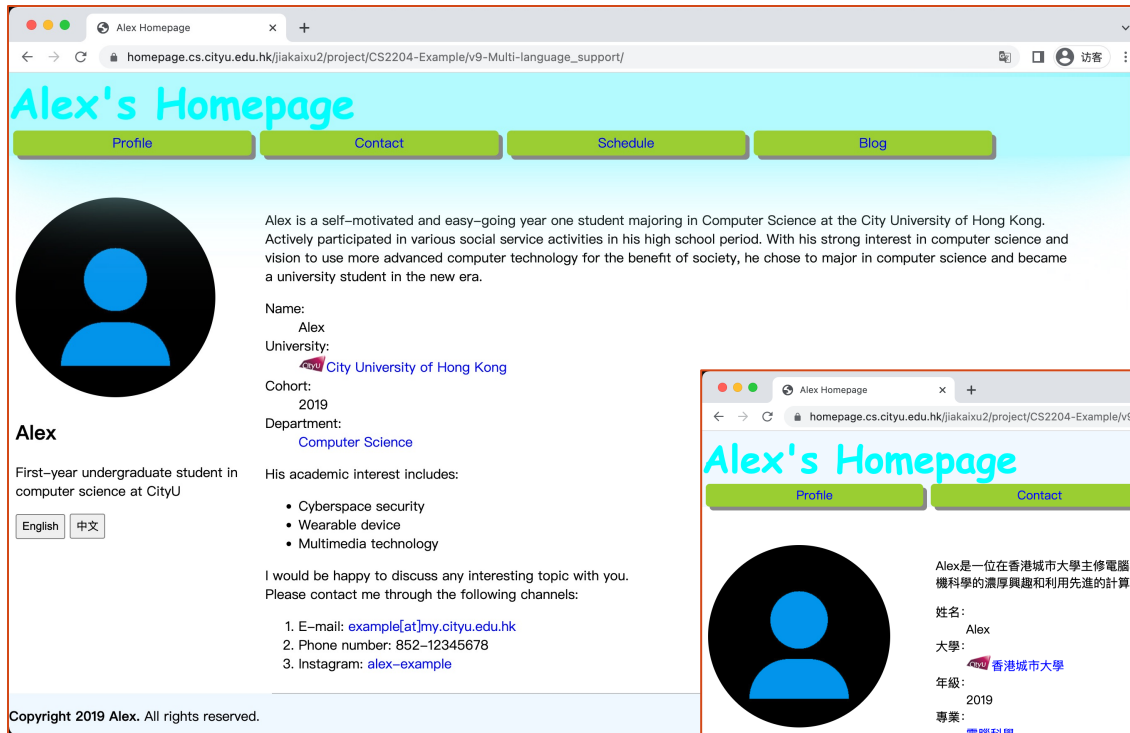 Alex Homepage
homepage.cs.cityu.edu.hk/jiakaixu2/project/CS2204-Example/v9-Multi-language_support/
访客
Alex's Homepage
Profile
Contact
Schedule
Blog
Alex is a self-motivated and easy-going year one student majoring in Computer Science at the City University of Hong Kong.
Actively participated in various social service activities in his high school period. With his strong interest in computer science and
vision to use more advanced computer technology for the benefit of society, he chose to major in computer science and became
a university student in the new era.
Name:
Alex
University:
CityU City University of Hong Kong
Cohort:
2019
Department:
Computer Science
His academic interest includes:
• Cyberspace security
• Wearable device
• Multimedia technology
I would be happy to discuss any interesting topic with you.
Please contact me through the following channels:
1. E-mail: example[at]my.cityu.edu.hk
2. Phone number: 852-12345678
3. Instagram: alex-example
Alex
First-year undergraduate student in
computer science at CityU
English 中文
Copyright 2019 Alex. All rights reserved.
Alex Homepage
homepage.cs.cityu.edu.hk/jiakaixu2/project/CS2204-Example/v9
Alex's Homepage
Profile
Contact
Alex是一位在香港城市大學主修電腦
機科學的濃厚興趣和利用先進的計算
姓名:
Alex
大學:
CityU 香港城市大學
年級:
2019
專業:
電腦科學